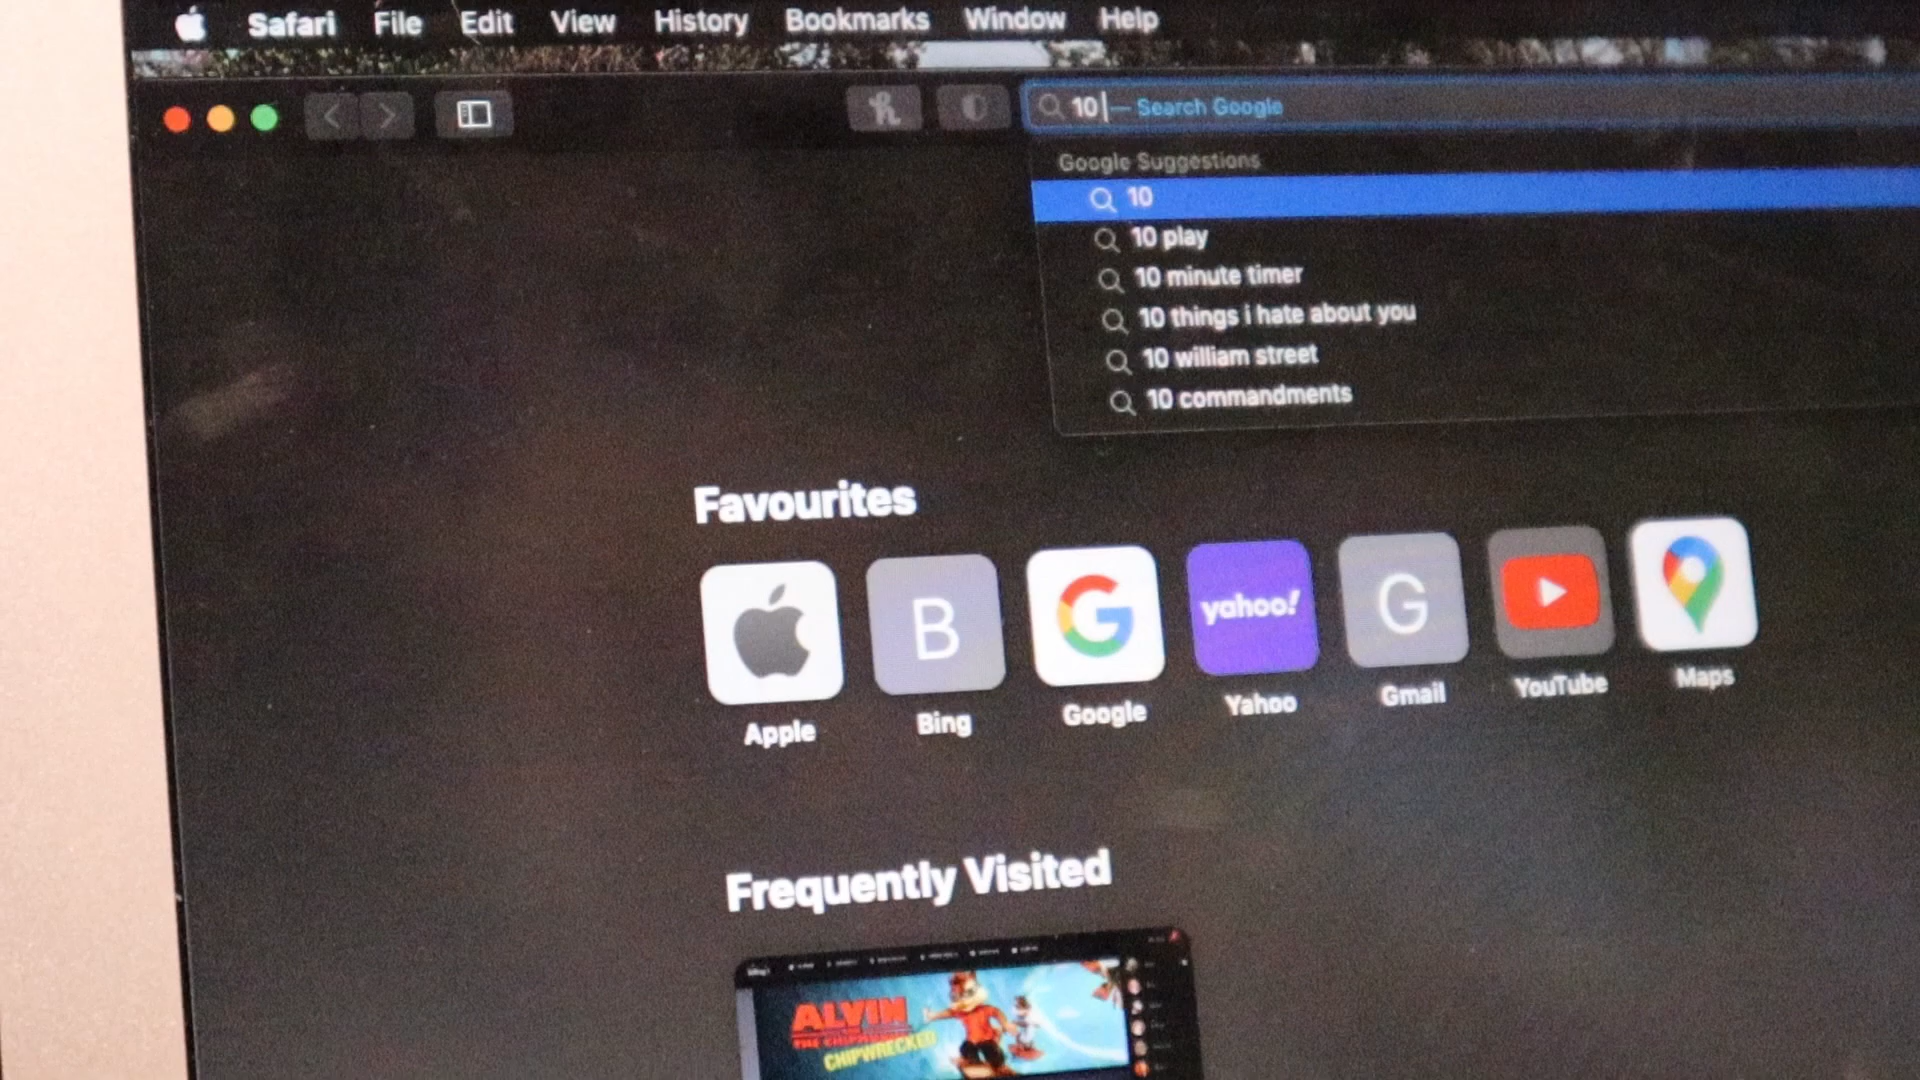 Safari File Edit View History Bookmarks Window Help
10 — Search Google
Google Suggestions
10
10 play
10 minute timer
10 things i hate about you
10 william street
10 commandments
Favourites
B
G
yahoo!
G
Apple
Bing
Google
Yahoo
Gmail
YouTube
Maps
Frequently Visited
ALVIN
THE CHIPMUNKS
CHIPWRECKED